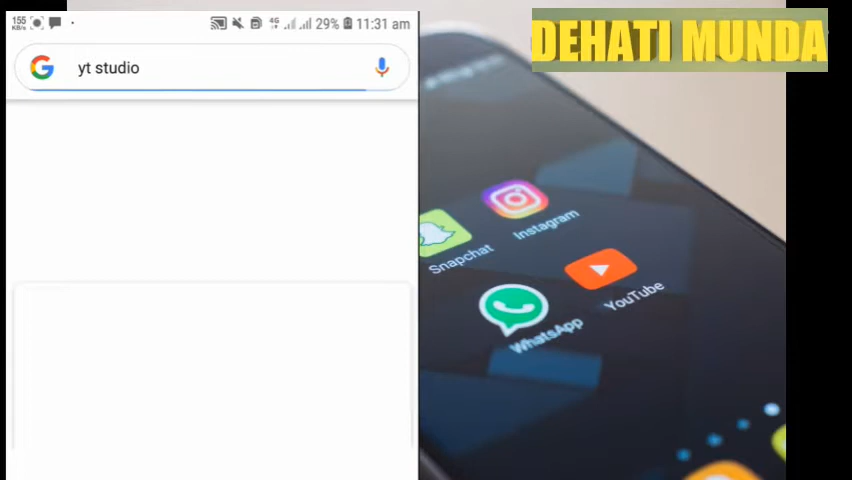 155
KB/s
4G
29%
11:31 am
yt studio
DEHATI MUNDA
Instagram
Snapchat
YouTube
WhatsApp